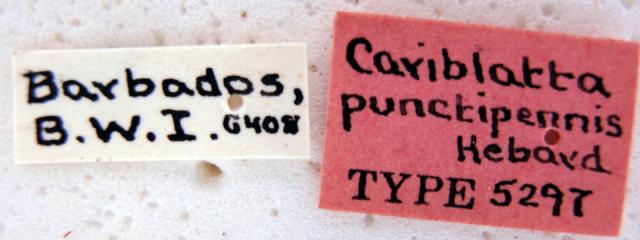 Barbados,
B.W.I. G408
Cariblatta
punctipennis
Hebard
TYPE 5297